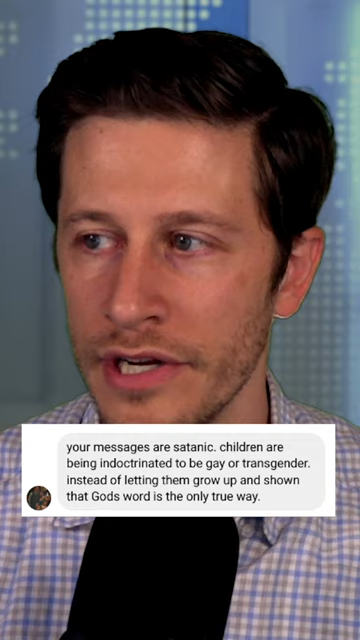 your messages are satanic. children are
being indoctrinated to be gay or transgender.
instead of letting them grow up and shown
that Gods word is the only true way.